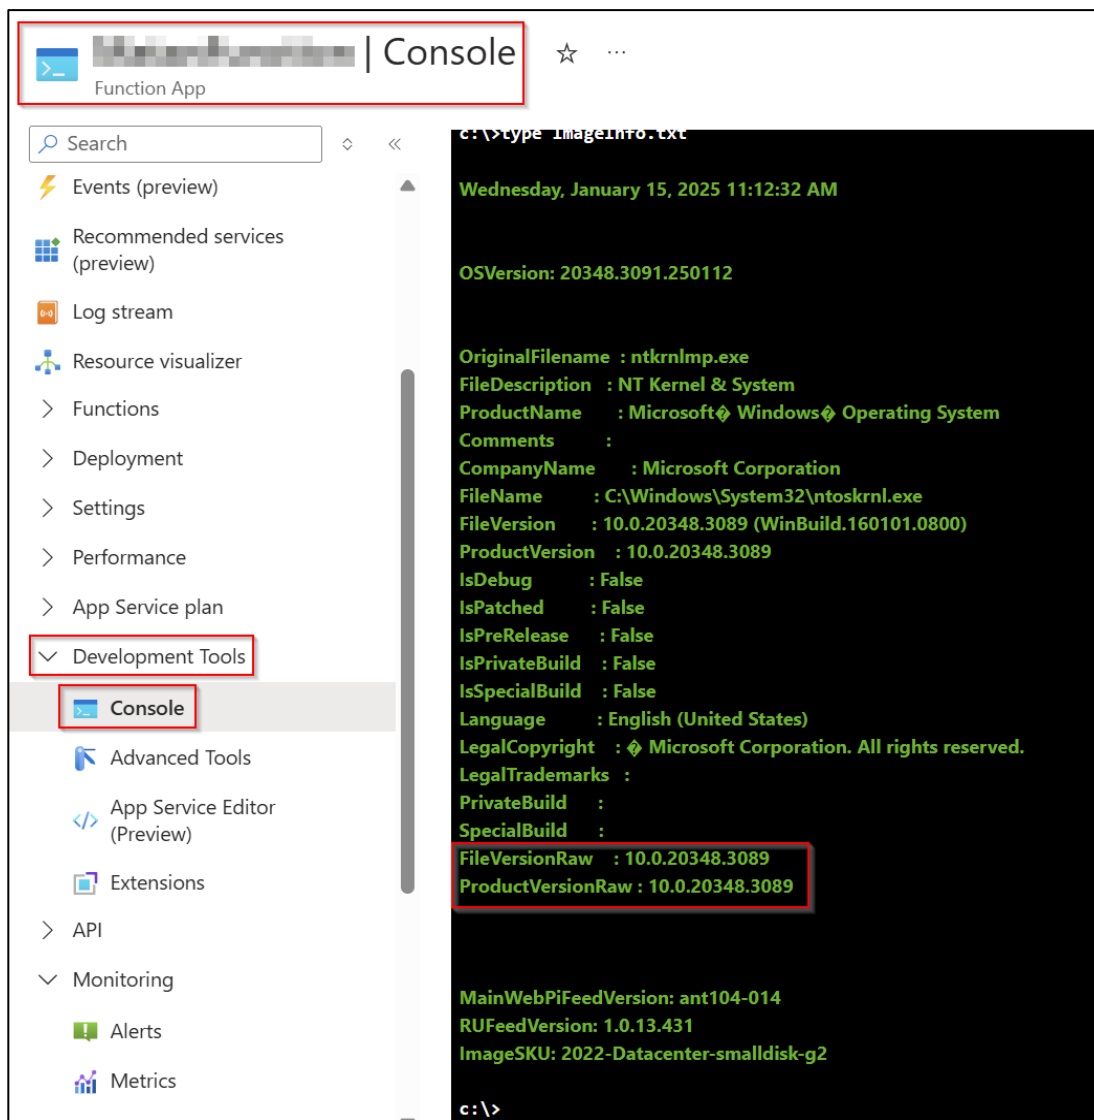 | Console
Function App
Search
Events (preview)
Recommended services
(preview)
Log stream
Resource visualizer
Functions
Deployment
Settings
Performance
App Service plan
Development Tools
Console
Advanced Tools
App Service Editor
(Preview)
Extensions
API
Monitoring
Alerts
Metrics
c:\>type ImageInfo.txt
Wednesday, January 15, 2025 11:12:32 AM
OSVersion: 20348.3091.250112
OriginalFilename : ntkrnlmp.exe
FileDescription : NT Kernel & System
ProductName : Microsoft� Windows� Operating System
Comments :
CompanyName : Microsoft Corporation
FileName : C:\Windows\System32\ntoskrnl.exe
FileVersion : 10.0.20348.3089 (WinBuild.160101.0800)
ProductVersion : 10.0.20348.3089
IsDebug : False
IsPatched : False
IsPreRelease : False
IsPrivateBuild : False
IsSpecialBuild : False
Language : English (United States)
LegalCopyright : � Microsoft Corporation. All rights reserved.
LegalTrademarks :
PrivateBuild :
SpecialBuild :
FileVersionRaw : 10.0.20348.3089
ProductVersionRaw : 10.0.20348.3089
MainWebPiFeedVersion: ant104-014
RUFeedVersion: 1.0.13.431
ImageSKU: 2022-Datacenter-smalldisk-g2
c:\>